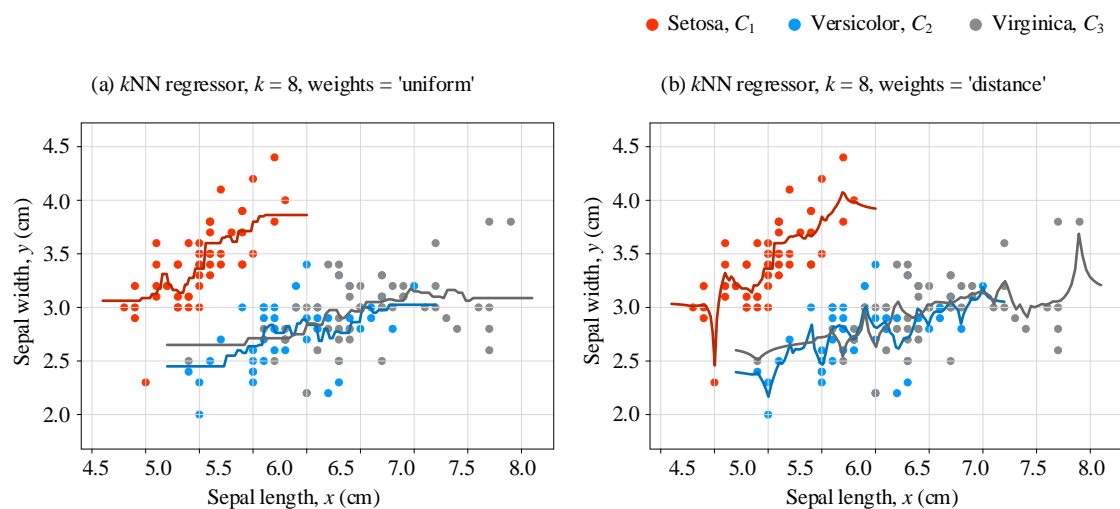 Setosa, C1 Versicolor, C2 Virginica, C3
(a) kNN regressor, k = 8, weights = 'uniform'
(b) kNN regressor, k = 8, weights = 'distance'
4.5
4.0
3.5
3.0
2.5
2.0
Sepal width, y (cm)
4.5 5.0 5.5 6.0 6.5 7.0 7.5 8.0
Sepal length, x (cm)
4.5
4.0
3.5
3.0
2.5
2.0
Sepal width, y (cm)
4.5 5.0 5.5 6.0 6.5 7.0 7.5 8.0
Sepal length, x (cm)